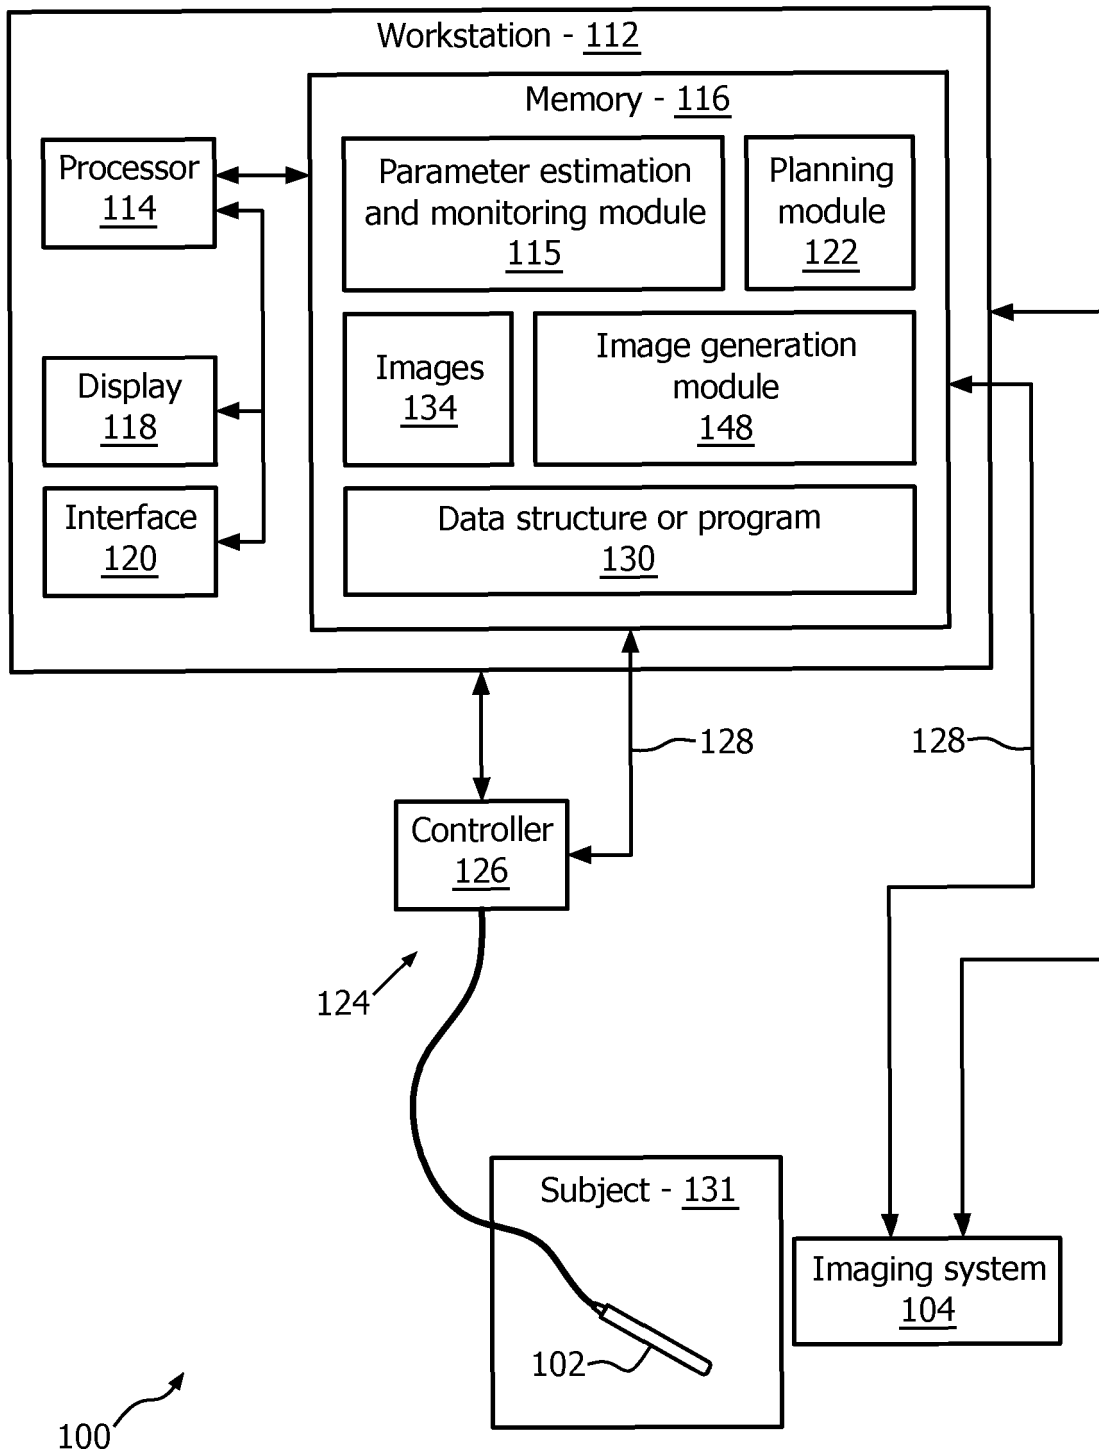 Workstation - 112
Memory - 116
Processor
114
Parameter estimation
and monitoring module
115
Planning
module
122
Display
118
Images
134
Image generation
module
148
Interface
120
Data structure or program
130
128
128
Controller
126
124
Subject - 131
Imaging system
104
102
100